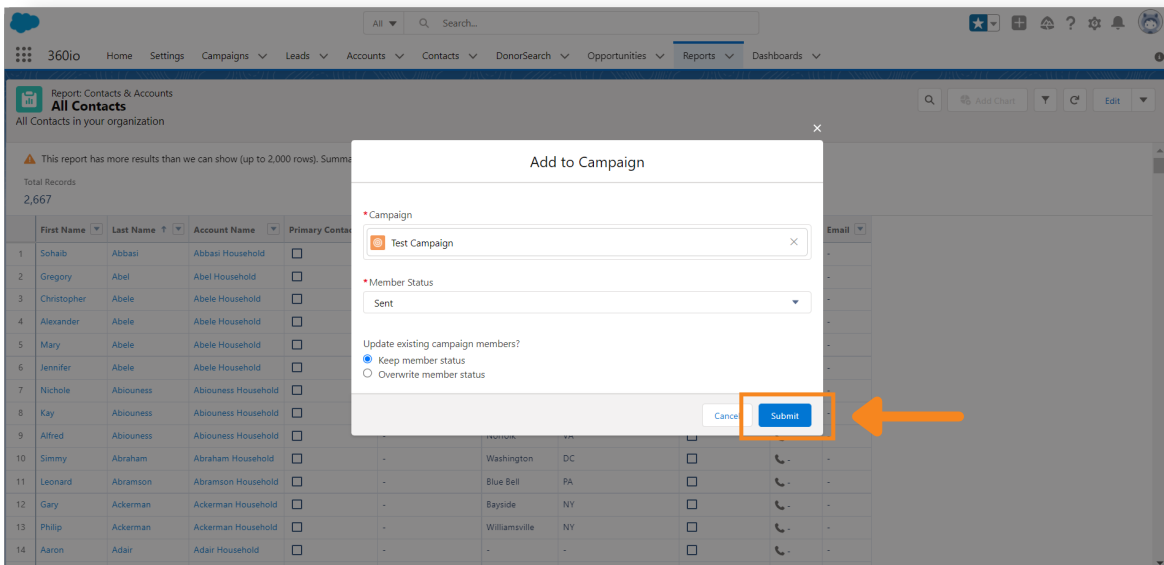 All Search...
360io Home Settings Campaigns Leads Accounts Contacts DonorSearch Opportunities Reports Dashboards
Report: Contacts & Accounts
All Contacts
All Contacts in your organization
Add Chart Edit
This report has more results than we can show (up to 2,000 rows). Summa
Total Records
2,667
Add to Campaign
*Campaign
Test Campaign
*Member Status
Sent
Update existing campaign members?
Keep member status
Overwrite member status
Cancel Submit
First Name Last Name ↑ Account Name Primary Contac Email
1 Sohaib Abbasi Abbasi Household -
2 Gregory Abel Abel Household -
3 Christopher Abele Abele Household -
4 Alexander Abele Abele Household -
5 Mary Abele Abele Household -
6 Jennifer Abele Abele Household -
7 Nichole Abiouness Abiouness Household -
8 Kay Abiouness Abiouness Household -
9 Alfred Abiouness Abiouness Household - Norfolk VA - -
10 Simmy Abraham Abraham Household - Washington DC - -
11 Leonard Abramson Abramson Household - Blue Bell PA - -
12 Gary Ackerman Ackerman Household - Bayside NY - -
13 Philip Ackerman Ackerman Household - Williamsville NY - -
14 Aaron Adair Adair Household - - - - -